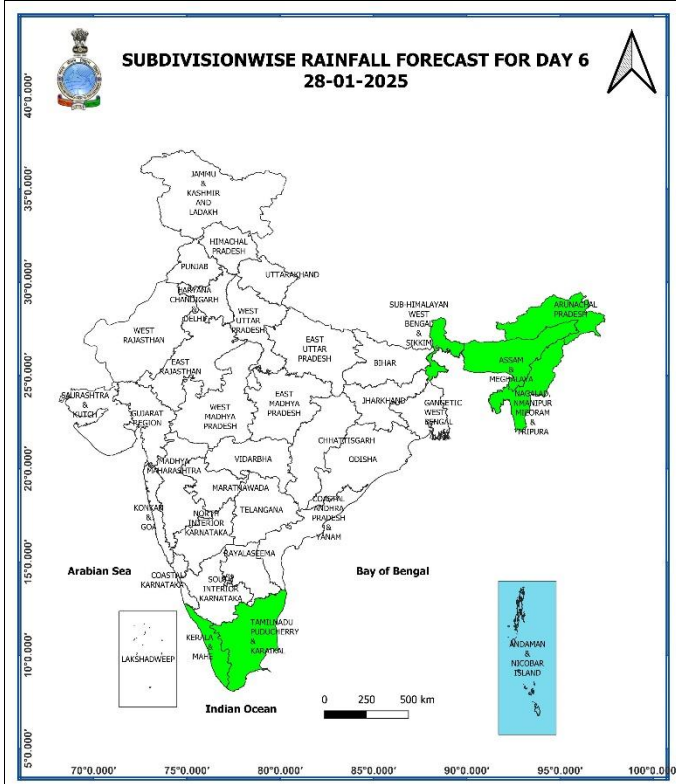 SUBDIVISIONWISE RAINFALL FORECAST FOR DAY 6
28-01-2025
40°0.000'
35°0.000'
30°0.000'
25°0.000'
20°0.000'
15°0.000'
10°0.000'
5°0.000'
JAMMU
&
KASHMIR
AND
LADAKH
HIMACHAL
PRADESH
PUNJAB
UTTARAKHAND
HARYANA
CHANDIGARH
&
DELHI
WEST
UTTAR
PRADESH
WEST
RAJASTHAN
EAST
RAJASTHAN
EAST
UTTAR
PRADESH
SUB-HIMALAYAN
WEST
BENGAL
&
SIKKIM
ARUNACHAL
PRADESH
ASSAM
&
MEGHALAYA
NAGALAD,
NMANIPUR
MIZORAM
&
TRIPURA
BIHAR
JHARKHAND
GANGETIC
WEST
BENGAL
SAURASHTRA
&
KUTCH
GUJARAT
REGION
WEST
MADHYA
PRADESH
EAST
MADHYA
PRADESH
CHHATTISGARH
ODISHA
MADHYA
MAHARASHTRA
VIDARBHA
MARATHAWADA
KONKAN
&
GOA
NORTH
INTERIOR
KARNATAKA
TELANGANA
COASTAL
ANDHRA
PRADESH
&
YANAM
RAYALASEEMA
Arabian Sea
Bay of Bengal
COASTAL
KARNATAKA
SOUTH
INTERIOR
KARNATAKA
TAMILNADU
PUDUCHERRY
&
KARAIKAL
KERALA
&
MAHE
LAKSHADWEEP
ANDAMAN
&
NICOBAR
ISLAND
Indian Ocean
0 250 500 km
70°0.000' 75°0.000' 80°0.000' 85°0.000' 90°0.000' 95°0.000' 100°0.000